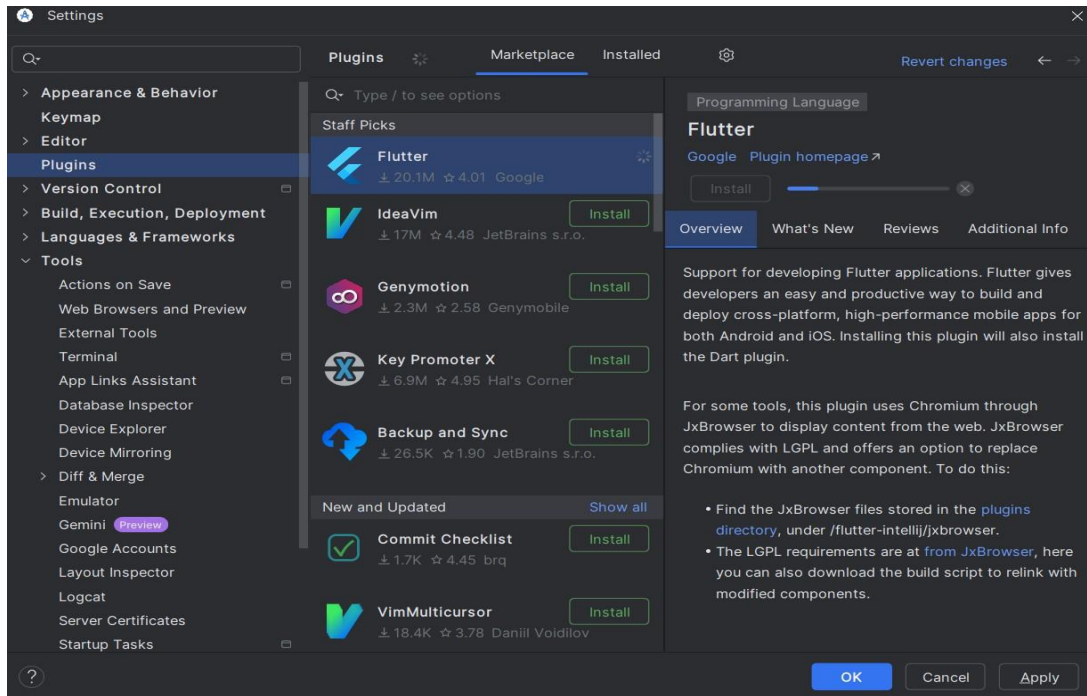 Settings
Plugins
Marketplace
Installed
Revert changes
Appearance & Behavior
Keymap
Editor
Plugins
Version Control
Build, Execution, Deployment
Languages & Frameworks
Tools
Actions on Save
Web Browsers and Preview
External Tools
Terminal
App Links Assistant
Database Inspector
Device Explorer
Device Mirroring
Diff & Merge
Emulator
Gemini Preview
Google Accounts
Layout Inspector
Logcat
Server Certificates
Startup Tasks
Type / to see options
Staff Picks
Flutter
20.1M 4.01 Google
IdeaVim
Install
17M 4.48 JetBrains s.r.o.
Genymotion
Install
2.3M 2.58 Genymobile
Key Promoter X
Install
6.9M 4.95 Hal's Corner
Backup and Sync
Install
26.5K 1.90 JetBrains s.r.o.
New and Updated
Show all
Commit Checklist
Install
1.7K 4.45 brq
VimMulticursor
Install
18.4K 3.78 Daniil Voidilov
Programming Language
Flutter
Google Plugin homepage
Install
Overview
What's New
Reviews
Additional Info
Support for developing Flutter applications. Flutter gives
developers an easy and productive way to build and
deploy cross-platform, high-performance mobile apps for
both Android and iOS. Installing this plugin will also install
the Dart plugin.
For some tools, this plugin uses Chromium through
JxBrowser to display content from the web. JxBrowser
complies with LGPL and offers an option to replace
Chromium with another component. To do this:
• Find the JxBrowser files stored in the plugins
directory, under /flutter-intellij/jxbrowser.
• The LGPL requirements are at from JxBrowser, here
you can also download the build script to relink with
modified components.
?
OK
Cancel
Apply